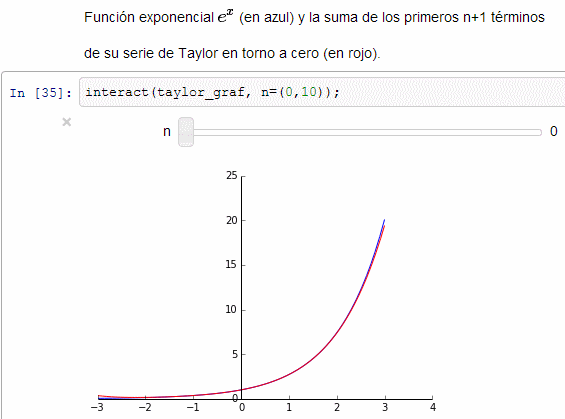 Función exponencial e^x (en azul) y la suma de los primeros n+1 términos
de su serie de Taylor en torno a cero (en rojo).
In [35]: interact(taylor_graf, n=(0,10));
×
n 0
25
20
15
10
5
0
−3 −2 −1 0 1 2 3 4